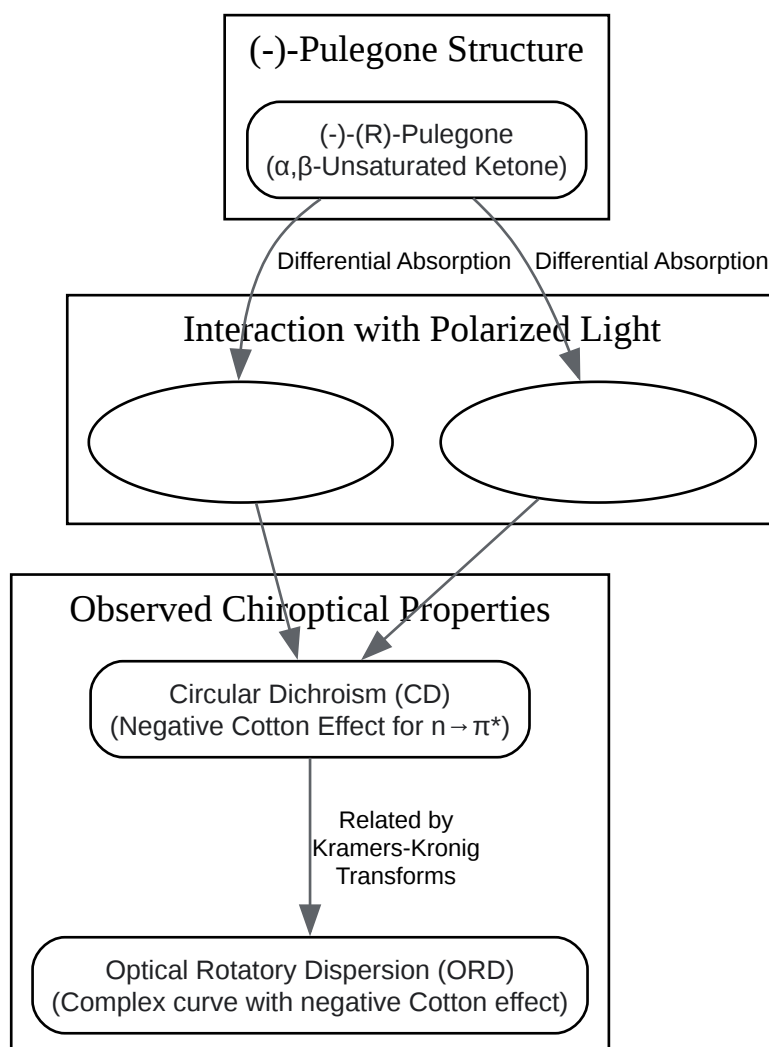 (-)-Pulegone Structure
(-)-(R)-Pulegone
(α,β-Unsaturated Ketone)
Differential Absorption
Differential Absorption
Interaction with Polarized Light
Observed Chiroptical Properties
Circular Dichroism (CD)
(Negative Cotton Effect for n→π*)
Related by
Kramers-Kronig
Transforms
Optical Rotatory Dispersion (ORD)
(Complex curve with negative Cotton effect)